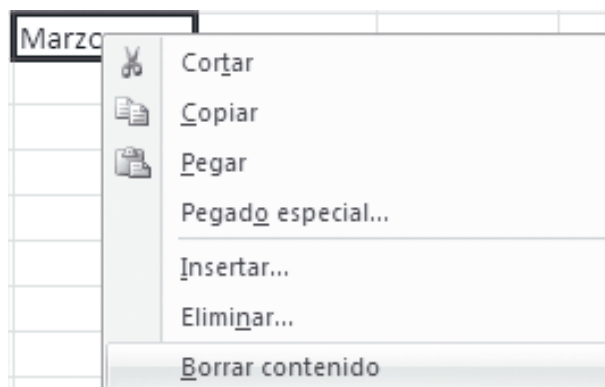 Marzo
Cortar
Copiar
Pegar
Pegado especial...
Insertar...
Eliminar...
Borrar contenido